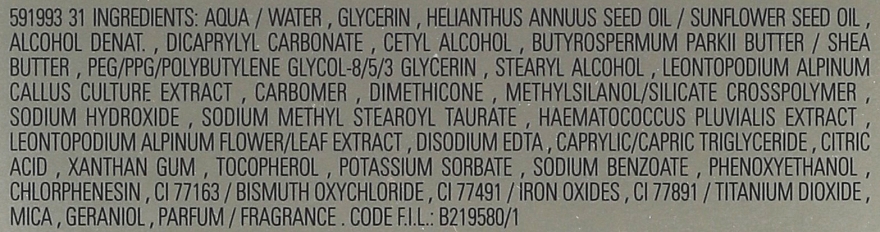 591993 31 INGREDIENTS: AQUA / WATER , GLYCERIN , HELIANTHUS ANNUUS SEED OIL / SUNFLOWER SEED OIL ,
ALCOHOL DENAT. , DICAPRYLYL CARBONATE , CETYL ALCOHOL , BUTYROSPERMUM PARKII BUTTER / SHEA
BUTTER , PEG/PPG/POLYBUTYLENE GLYCOL-8/5/3 GLYCERIN , STEARYL ALCOHOL , LEONTOPODIUM ALPINUM
CALLUS CULTURE EXTRACT , CARBOMER , DIMETHICONE , METHYLSILANOL/SILICATE CROSSPOLYMER ,
SODIUM HYDROXIDE , SODIUM METHYL STEAROYL TAURATE , HAEMATOCOCCUS PLUVIALIS EXTRACT ,
LEONTOPODIUM ALPINUM FLOWER/LEAF EXTRACT , DISODIUM EDTA , CAPRYLIC/CAPRIC TRIGLYCERIDE , CITRIC
ACID , XANTHAN GUM , TOCOPHEROL , POTASSIUM SORBATE , SODIUM BENZOATE , PHENOXYETHANOL ,
CHLORPHENESIN , CI 77163 / BISMUTH OXYCHLORIDE , CI 77491 / IRON OXIDES , CI 77891 / TITANIUM DIOXIDE ,
MICA , GERANIOL , PARFUM / FRAGRANCE . CODE F.I.L.: B219580/1